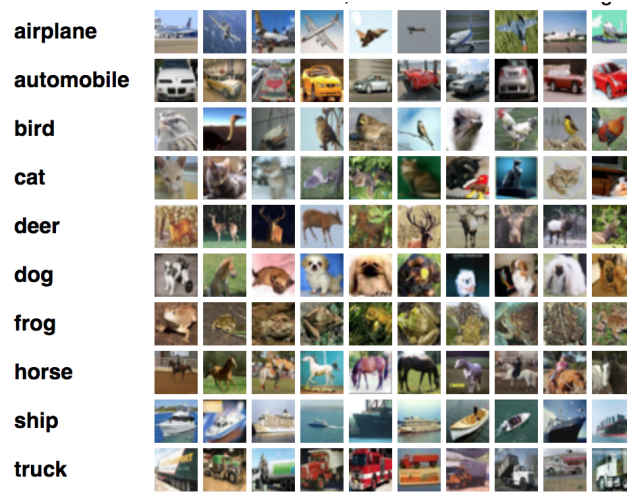 airplane
automobile
bird
cat
deer
dog
frog
horse
ship
truck